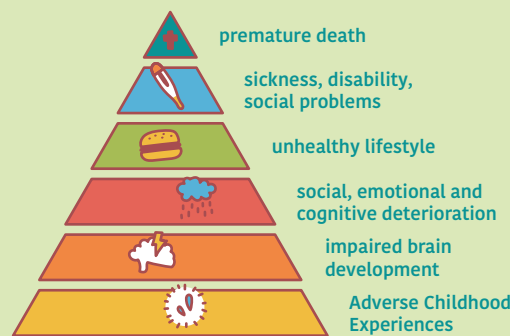 premature death
sickness, disability,
social problems
unhealthy lifestyle
social, emotional and
cognitive deterioration
impaired brain
development
Adverse Childhood
Experiences